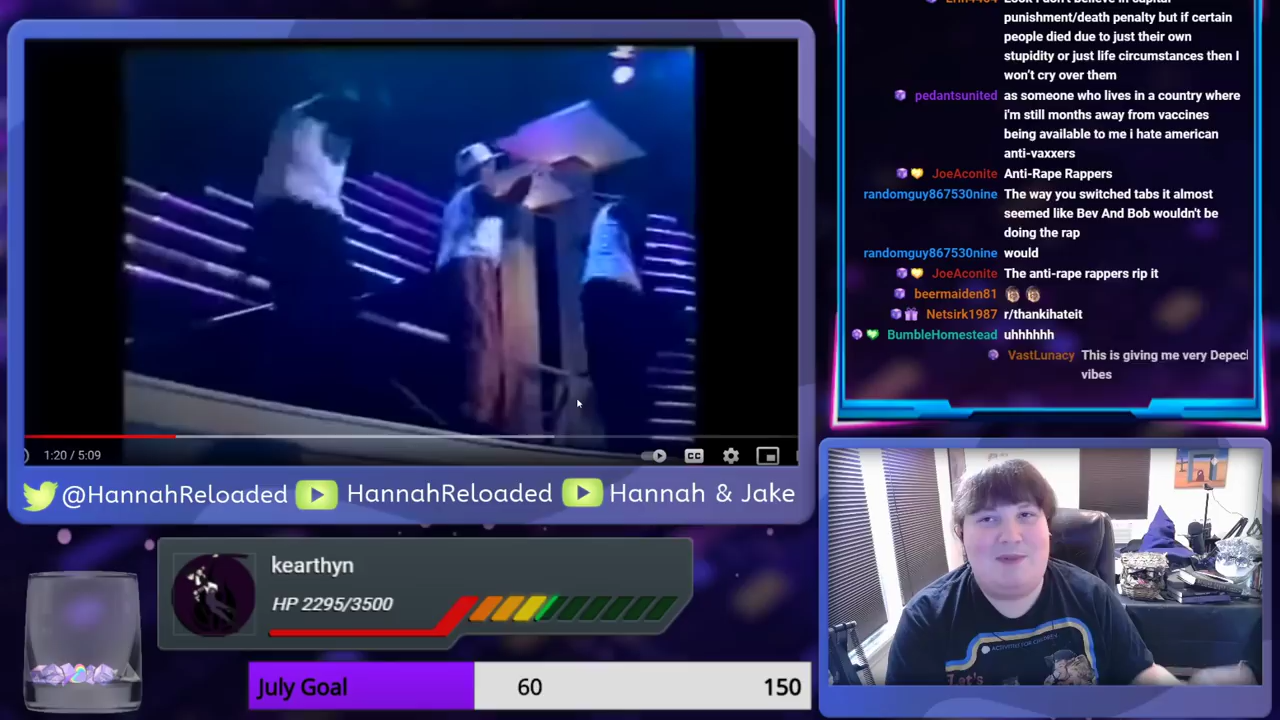 punishment/death penalty but if certain
people died due to just their own
stupidity or just life circumstances then I
won't cry over them
pedantsunited as someone who lives in a country where
i'm still months away from vaccines
being available to me i hate american
anti-vaxxers
JoeAconite Anti-Rape Rappers
randomguy867530nine The way you switched tabs it almost
seemed like Bev And Bob wouldn't be
doing the rap
randomguy867530nine would
JoeAconite The anti-rape rappers rip it
beermaiden81
Netsirk1987 r/thankihateit
BumbleHomestead uhhhhhh
VastLunacy This is giving me very Depec
vibes
1:20 / 5:09
CC
@HannahReloaded HannahReloaded Hannah & Jake
kearthyn
HP 2295/3500
July Goal 60 150
Let's